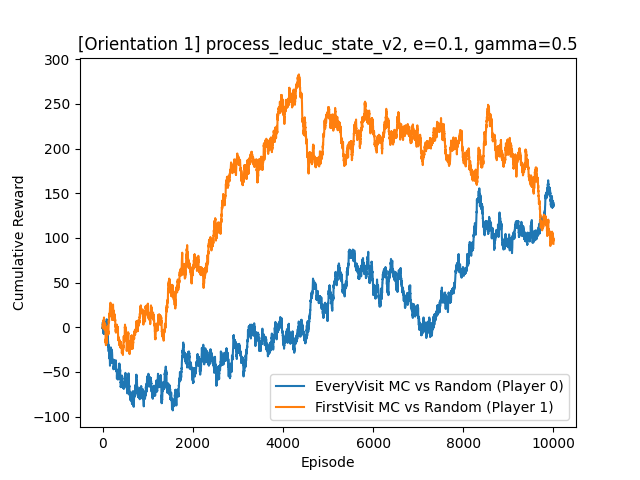 [Orientation 1] process_leduc_state_v2, e=0.1, gamma=0.5
Cumulative Reward
300
250
200
150
100
50
0
−50
−100
0 2000 4000 6000 8000 10000
Episode
EveryVisit MC vs Random (Player 0)
FirstVisit MC vs Random (Player 1)